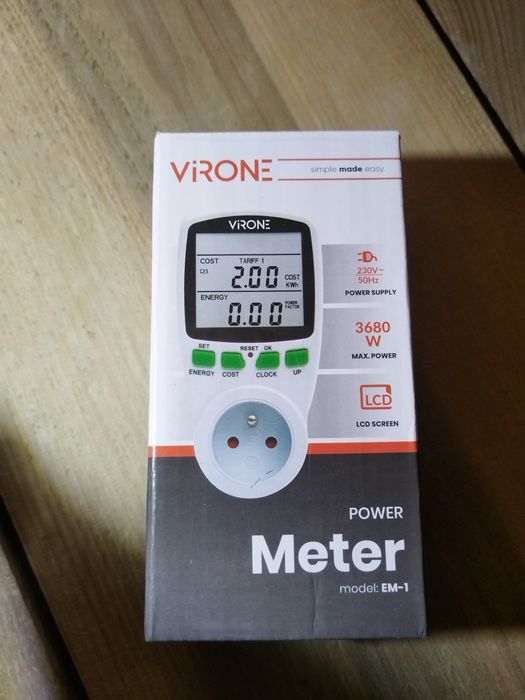 ViRONE
simple made easy.
ViRONE
COST TARIFF 1
2.00 COST KWh
ENERGY
0.00 POWER FACTOR
SET RESET OK
ENERGY COST CLOCK UP
230V~
50Hz
POWER SUPPLY
3680
W
MAX. POWER
LCD
LCD SCREEN
POWER
Meter
model: EM-1